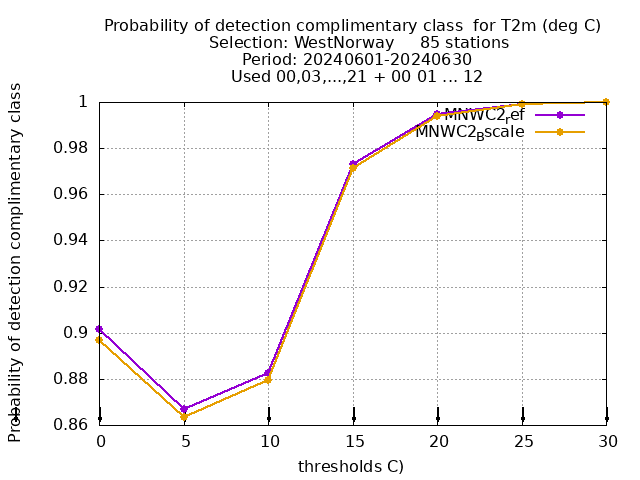 Probability of detection complimentary class  for T2m (deg C)
Selection: WestNorway     85 stations
Period: 20240601-20240630
Used 00,03,...,21 + 00 01 ... 12
Probability of detection complimentary class
1
0.98
0.96
0.94
0.92
0.9
0.88
0.86
MNWC2ref
MNWC2Bscale
0 5 10 15 20 25 30
thresholds C)